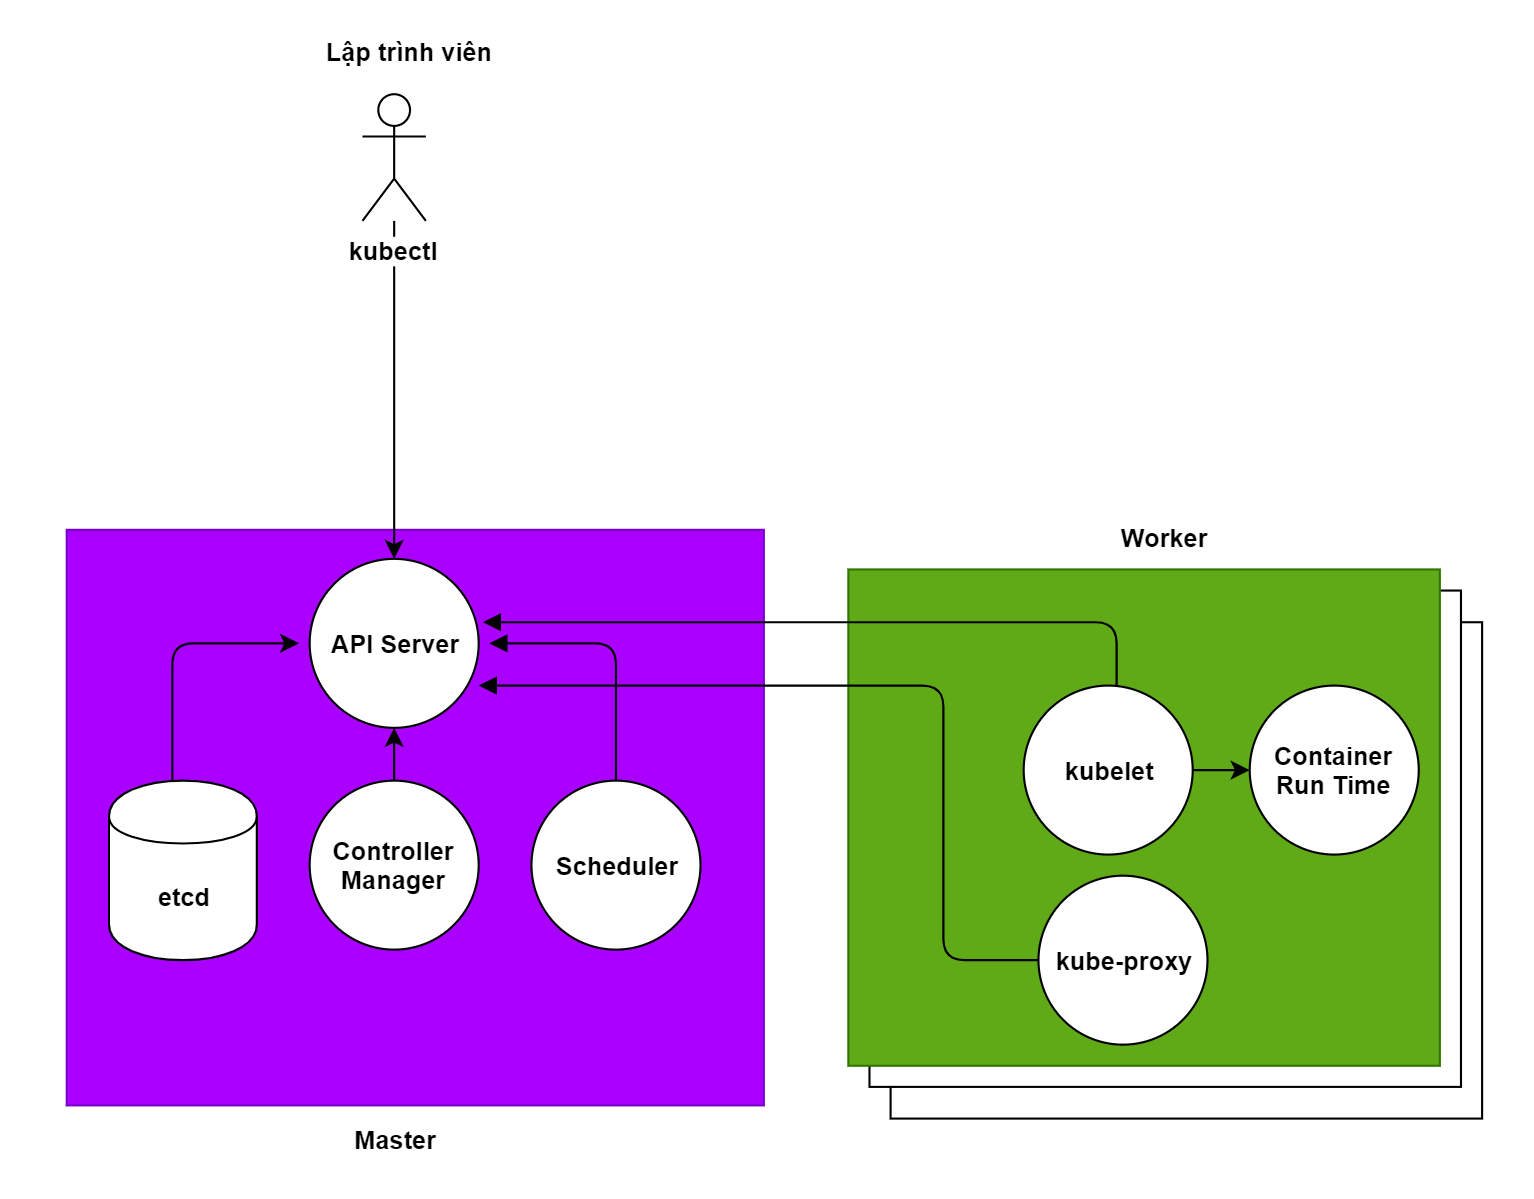 Lập trình viên
kubectl
API Server
etcd
Controller
Manager
Scheduler
Master
Worker
kubelet
Container
Run Time
kube-proxy